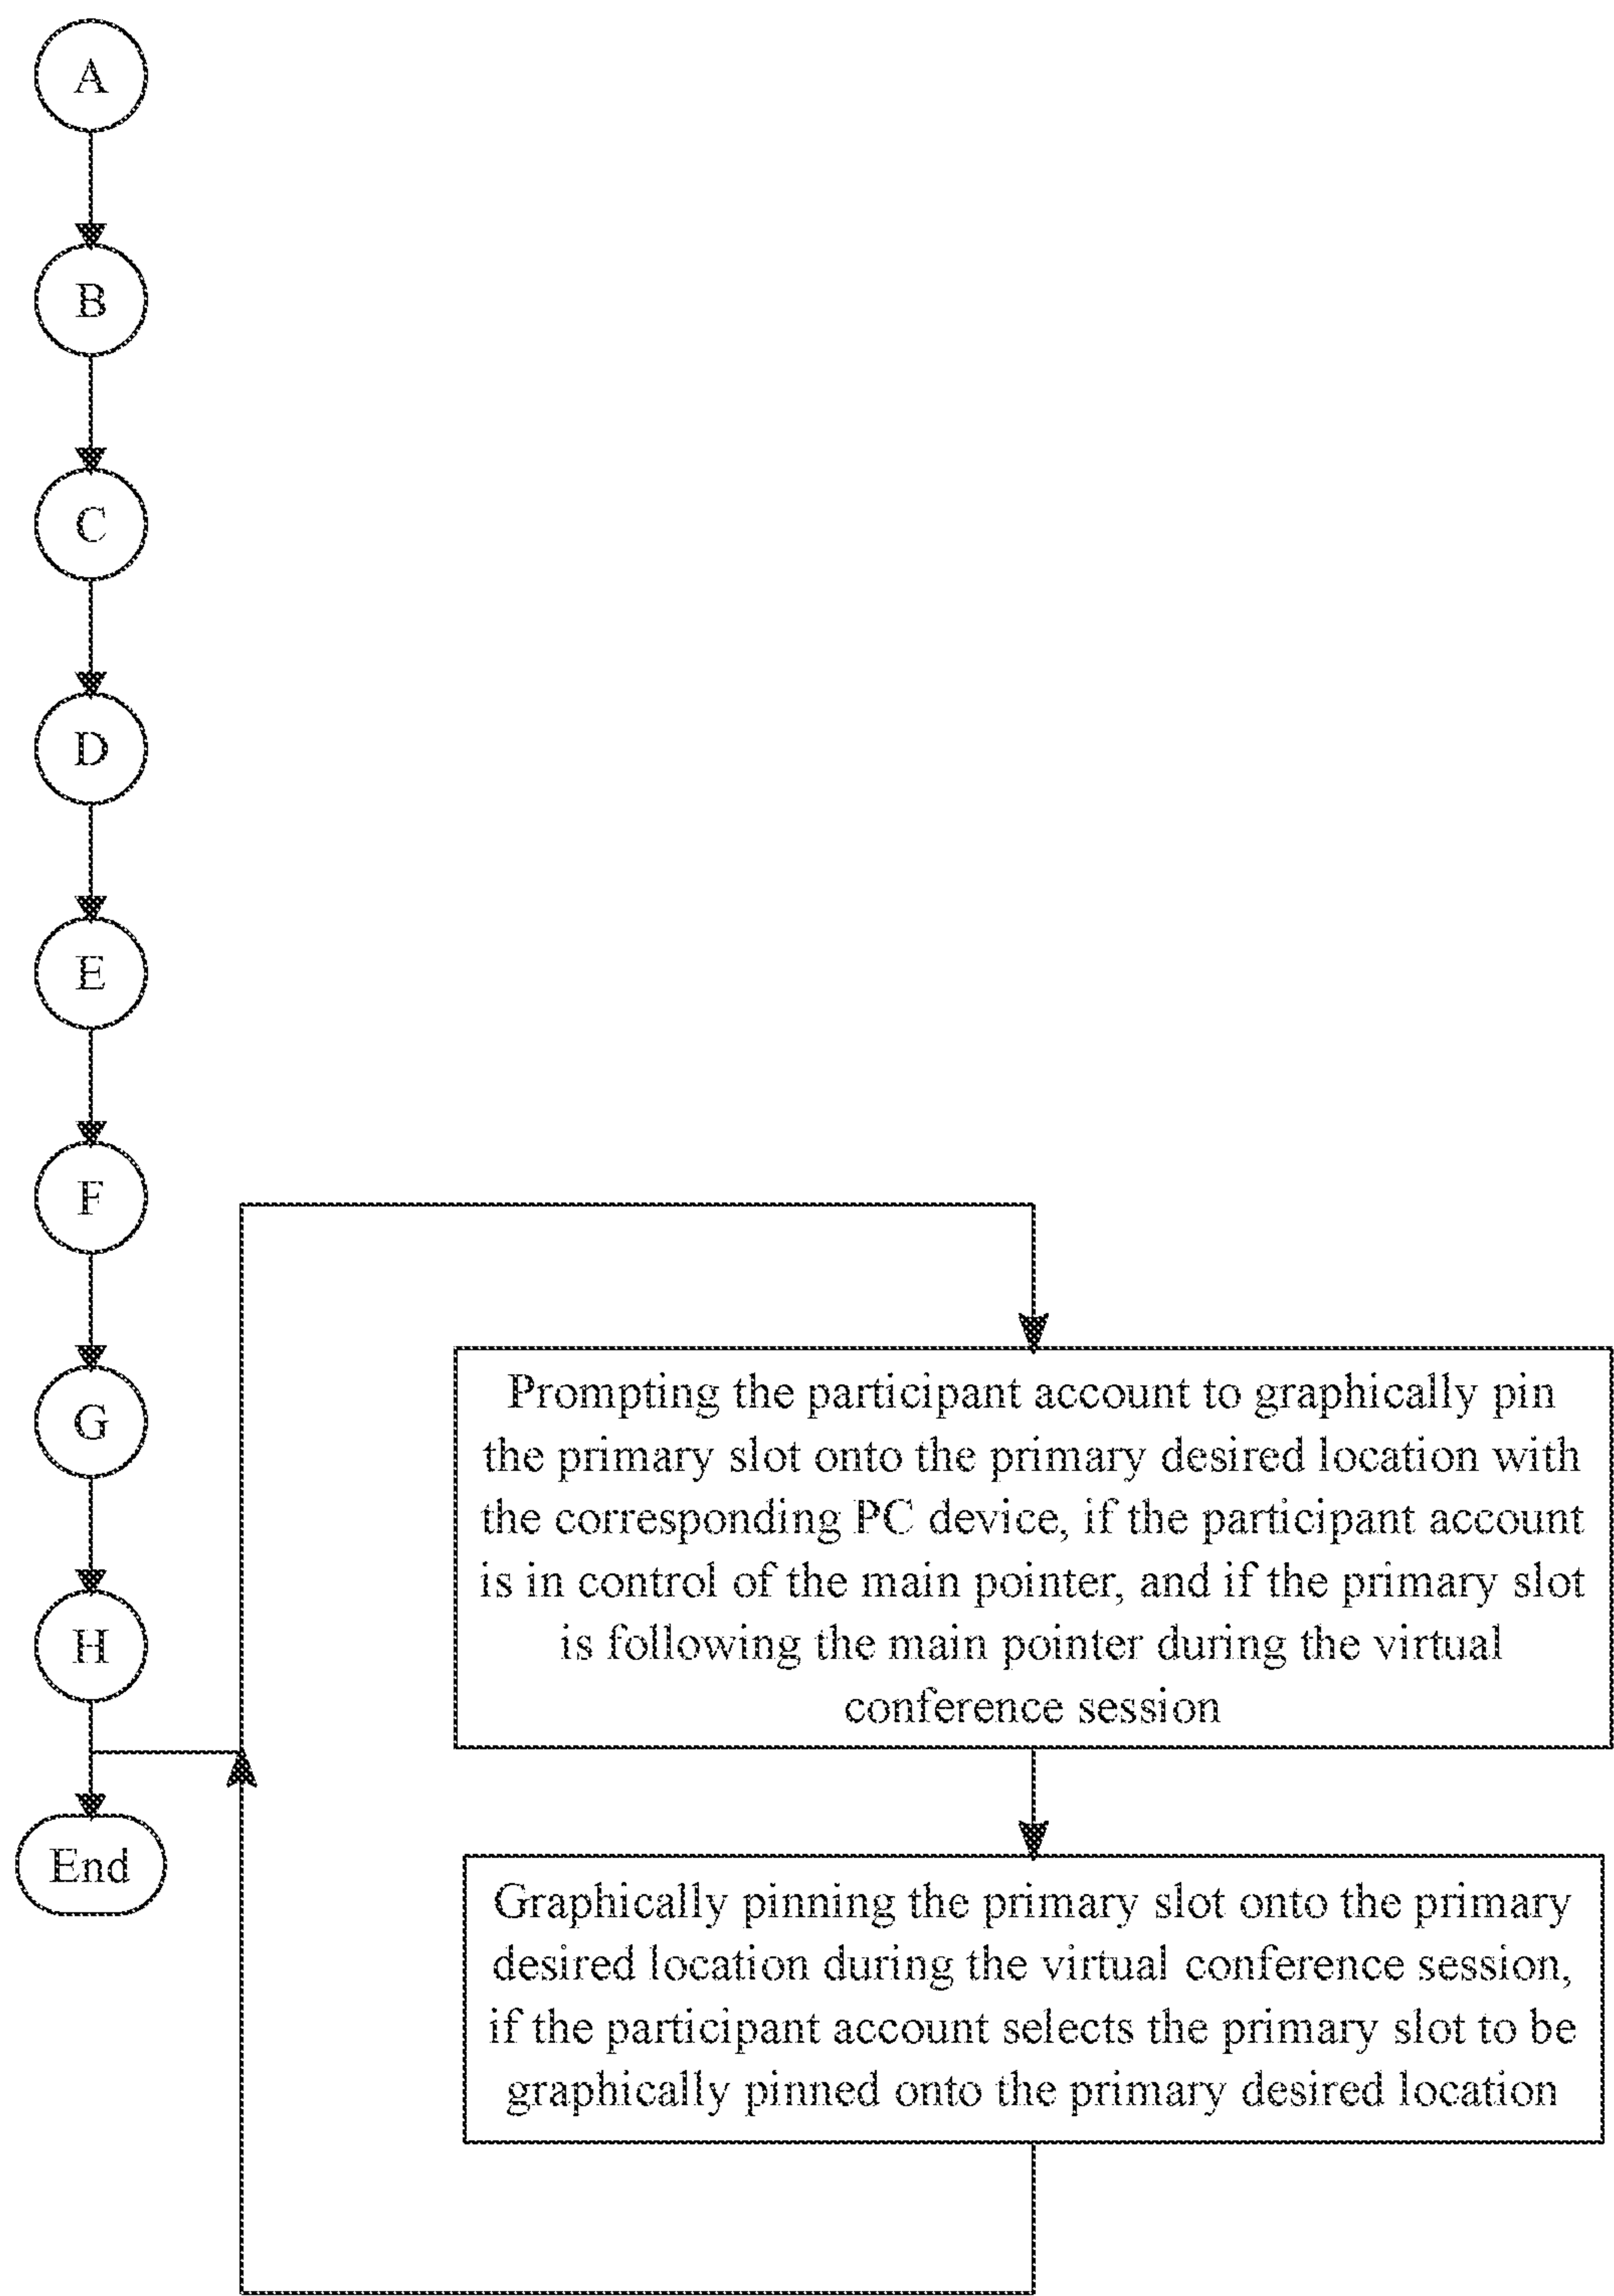 A
B
C
D
E
F
G
H
End
Prompting the participant account to graphically pin
the primary slot onto the primary desired location with
the corresponding PC device, if the participant account
is in control of the main pointer, and if the primary slot
is following the main pointer during the virtual
conference session
Graphically pinning the primary slot onto the primary
desired location during the virtual conference session,
if the participant account selects the primary slot to be
graphically pinned onto the primary desired location